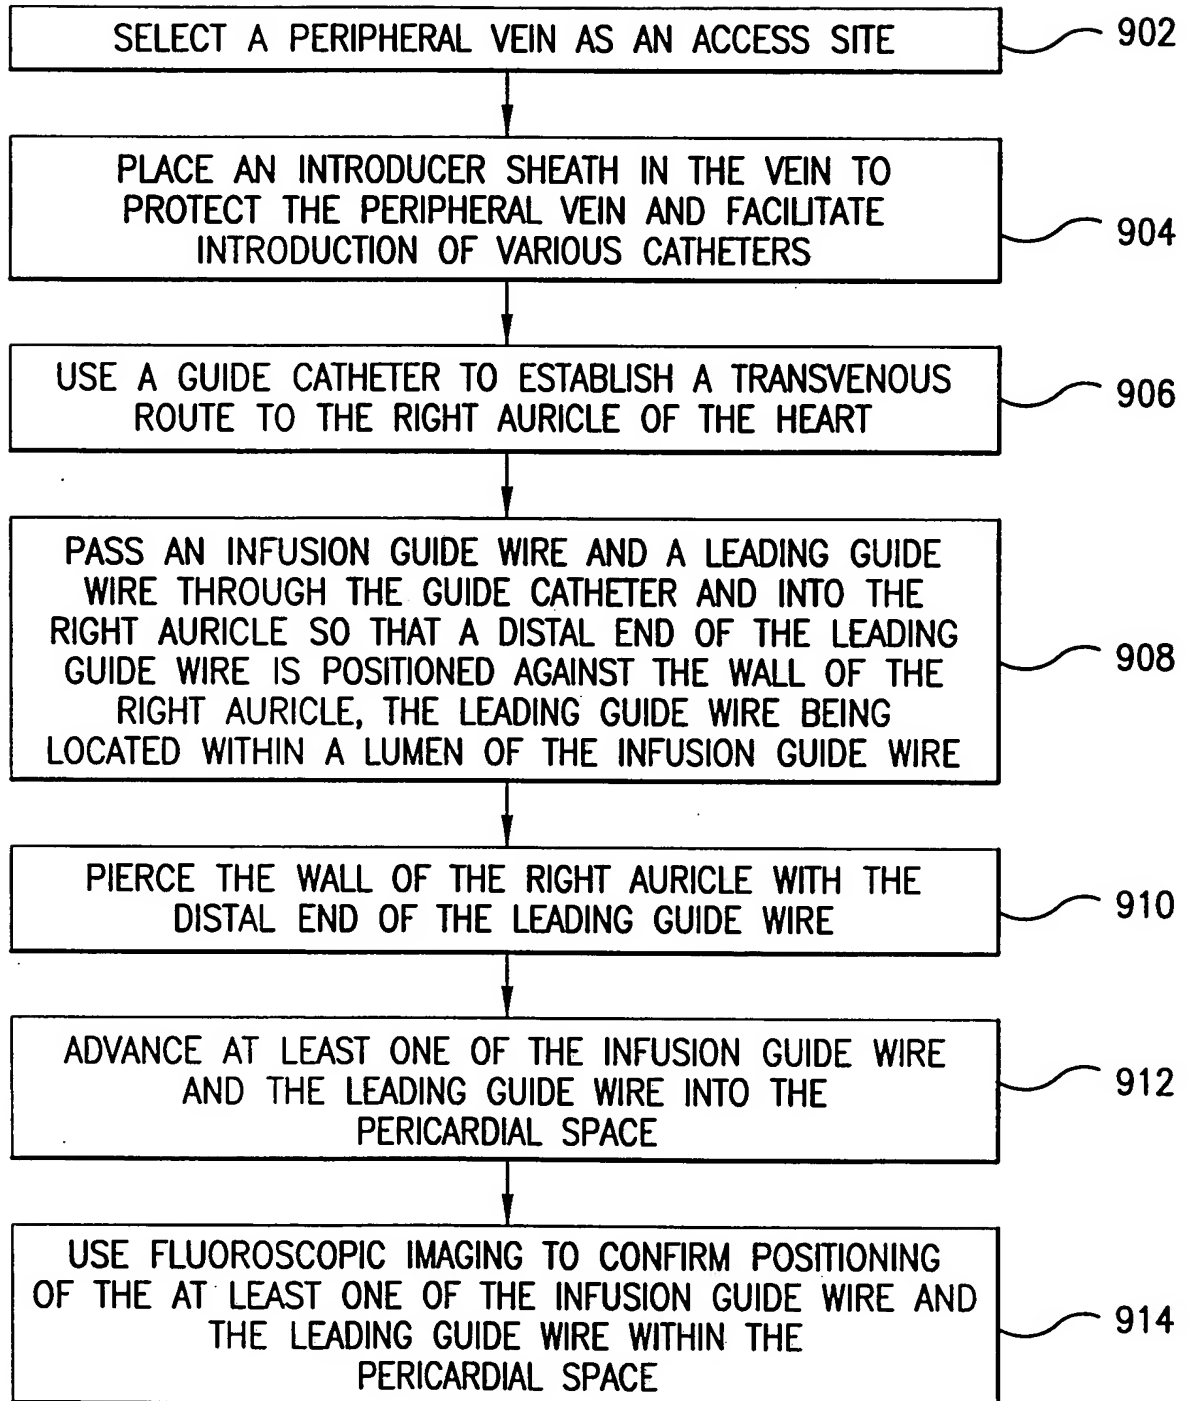 SELECT A PERIPHERAL VEIN AS AN ACCESS SITE
902
PLACE AN INTRODUCER SHEATH IN THE VEIN TO
PROTECT THE PERIPHERAL VEIN AND FACILITATE
INTRODUCTION OF VARIOUS CATHETERS
904
USE A GUIDE CATHETER TO ESTABLISH A TRANSVENOUS
ROUTE TO THE RIGHT AURICLE OF THE HEART
906
PASS AN INFUSION GUIDE WIRE AND A LEADING GUIDE
WIRE THROUGH THE GUIDE CATHETER AND INTO THE
RIGHT AURICLE SO THAT A DISTAL END OF THE LEADING
GUIDE WIRE IS POSITIONED AGAINST THE WALL OF THE
RIGHT AURICLE, THE LEADING GUIDE WIRE BEING
LOCATED WITHIN A LUMEN OF THE INFUSION GUIDE WIRE
908
PIERCE THE WALL OF THE RIGHT AURICLE WITH THE
DISTAL END OF THE LEADING GUIDE WIRE
910
ADVANCE AT LEAST ONE OF THE INFUSION GUIDE WIRE
AND THE LEADING GUIDE WIRE INTO THE
PERICARDIAL SPACE
912
USE FLUOROSCOPIC IMAGING TO CONFIRM POSITIONING
OF THE AT LEAST ONE OF THE INFUSION GUIDE WIRE AND
THE LEADING GUIDE WIRE WITHIN THE
PERICARDIAL SPACE
914